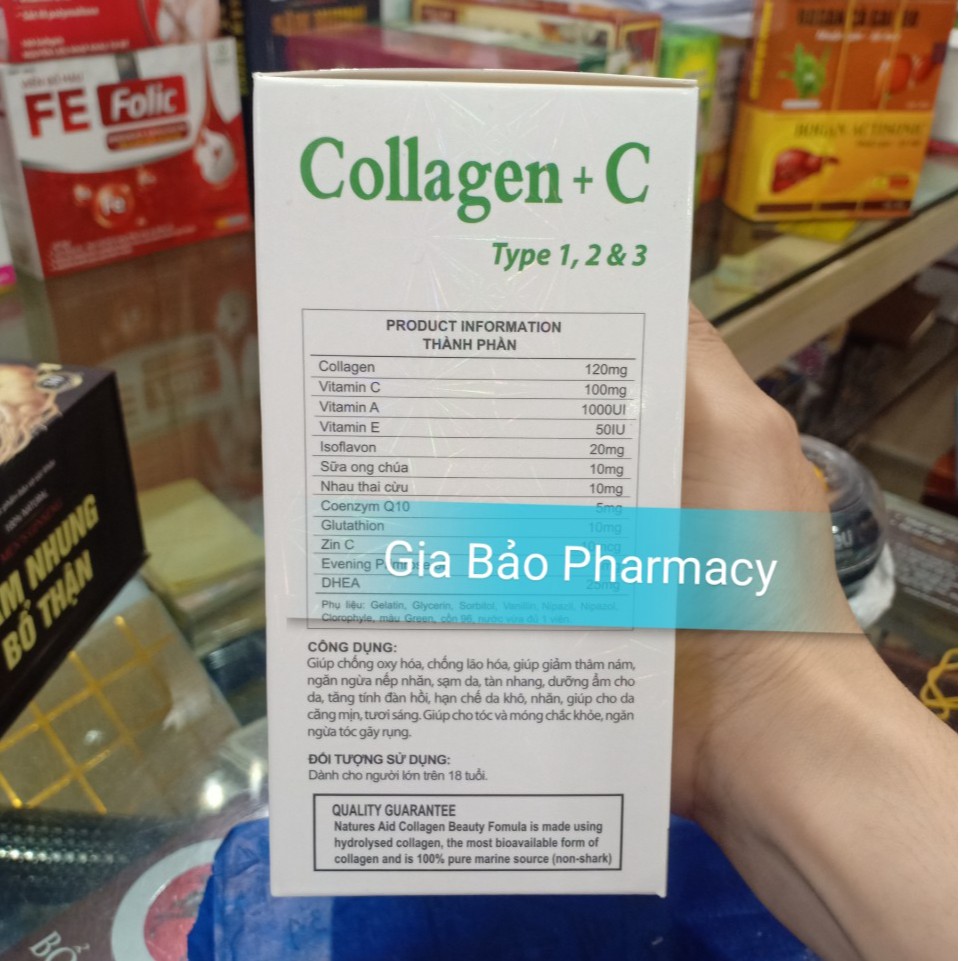 FE Folic
Fe
Collagen + C
Type 1, 2 & 3
PRODUCT INFORMATION
THÀNH PHẦN
Collagen 120mg
Vitamin C 100mg
Vitamin A 1000UI
Vitamin E 50IU
Isoflavon 20mg
Sữa ong chúa 10mg
Nhau thai cừu 10mg
Coenzym Q10 5mg
Glutathion 10mg
Zin C
Evening
DHEA 25mg
Gia Bảo Pharmacy
Phụ liệu: Gelatin, Glycerin, Sorbitol, Vanillin, Nipazil, Nipazol,
Clorophyle, màu Green, cồn 96, nước vừa đủ 1 viên.
CÔNG DỤNG:
Giúp chống oxy hóa, chống lão hóa, giúp giảm thâm nám,
ngăn ngừa nếp nhăn, sạm da, tàn nhang, dưỡng ẩm cho
da, tăng tính đàn hồi, hạn chế da khô, nhăn, giúp cho da
căng mịn, tươi sáng. Giúp cho tóc và móng chắc khỏe, ngăn
ngừa tóc gãy rụng.
ĐỐI TƯỢNG SỬ DỤNG:
Dành cho người lớn trên 18 tuổi.
QUALITY GUARANTEE
Natures Aid Collagen Beauty Fomula is made using
hydrolysed collagen, the most bioavailable form of
collagen and is 100% pure marine source (non-shark)
NHUNG
BỔ THẬN